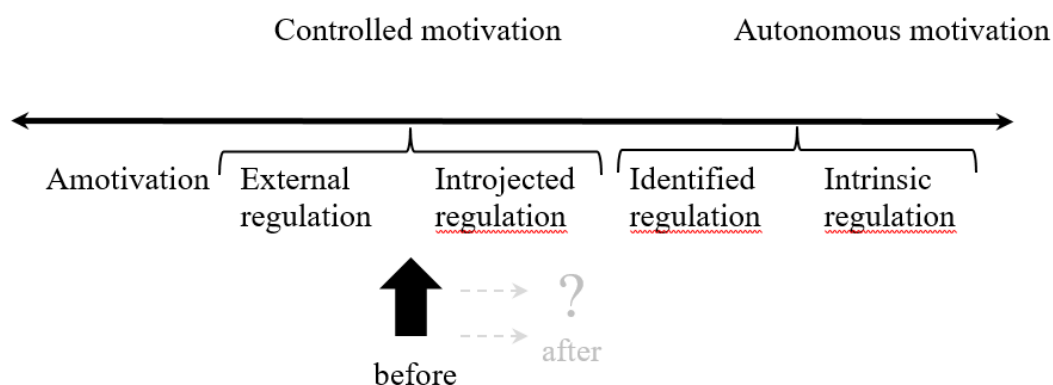 Controlled motivation
Autonomous motivation
Amotivation
External
regulation
Introjected
regulation
Identified
regulation
Intrinsic
regulation
?
after
before